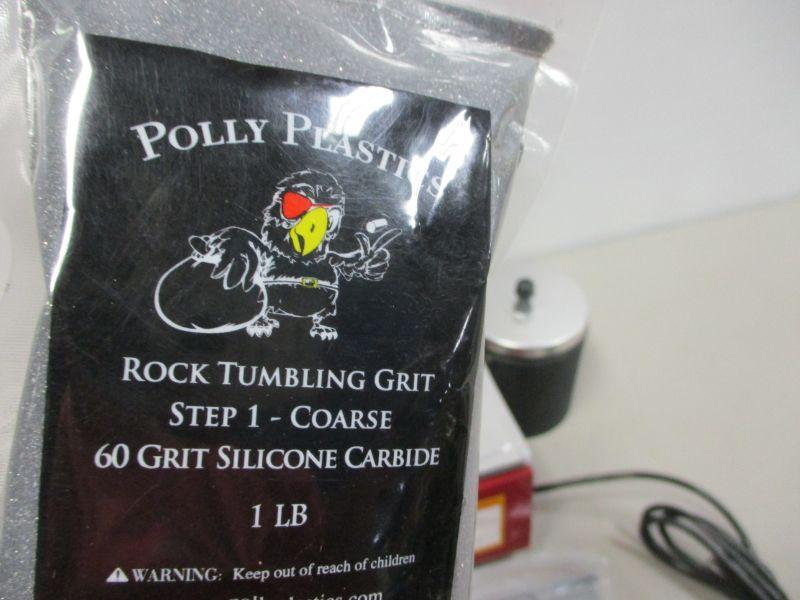 POLLY PLASTICS
ROCK TUMBLING GRIT
STEP 1 - COARSE
60 GRIT SILICONE CARBIDE
1 LB
WARNING: Keep out of reach of children